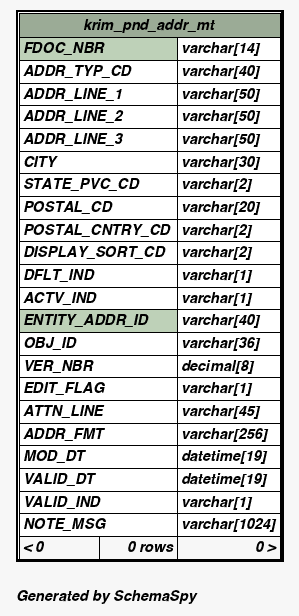 krim_pnd_addr_mt
FDOC_NBR varchar[14]
ADDR_TYP_CD varchar[40]
ADDR_LINE_1 varchar[50]
ADDR_LINE_2 varchar[50]
ADDR_LINE_3 varchar[50]
CITY varchar[30]
STATE_PVC_CD varchar[2]
POSTAL_CD varchar[20]
POSTAL_CNTRY_CD varchar[2]
DISPLAY_SORT_CD varchar[2]
DFLT_IND varchar[1]
ACTV_IND varchar[1]
ENTITY_ADDR_ID varchar[40]
OBJ_ID varchar[36]
VER_NBR decimal[8]
EDIT_FLAG varchar[1]
ATTN_LINE varchar[45]
ADDR_FMT varchar[256]
MOD_DT datetime[19]
VALID_DT datetime[19]
VALID_IND varchar[1]
NOTE_MSG varchar[1024]
< 0 0 rows 0 >
Generated by SchemaSpy